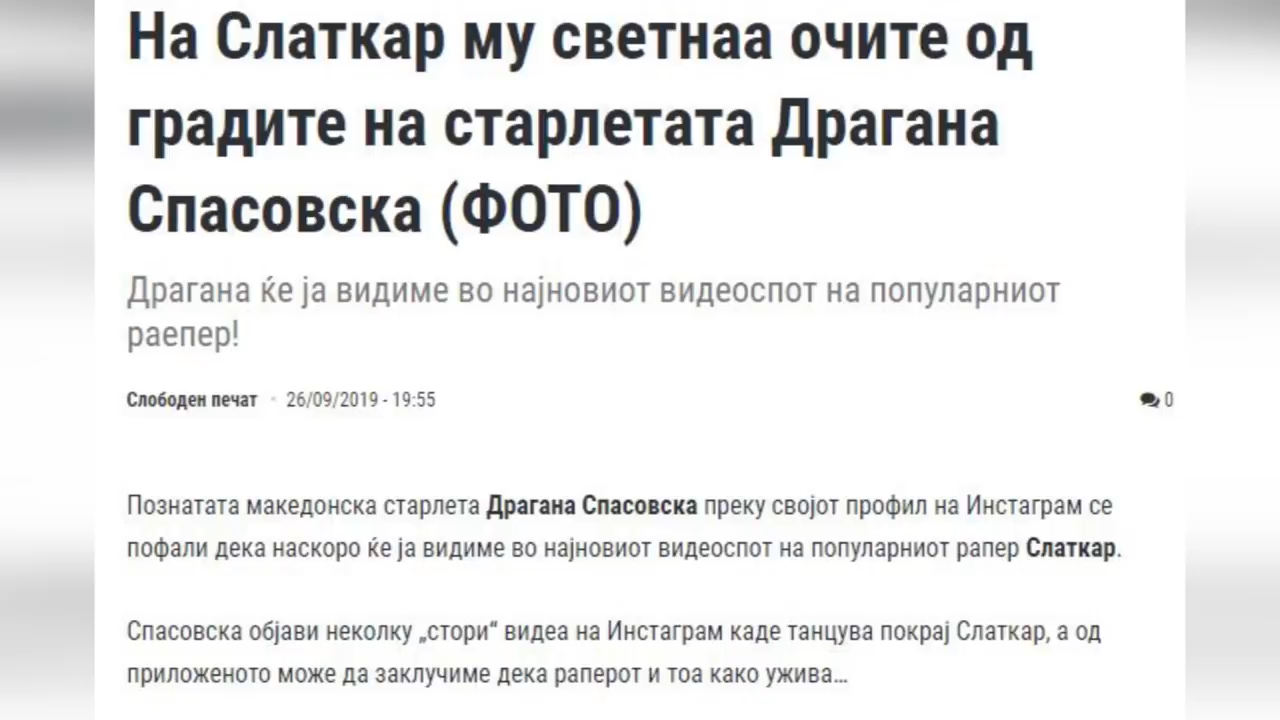 На Слаткар му светнаа очите од
градите на старлетата Драгана
Спасовска (ФОТО)
Драгана ќе ја видиме во најновиот видеоспот на популарниот
раепер!
Слободен печат • 26/09/2019 - 19:55 0
Познатата македонска старлета Драгана Спасовска преку својот профил на Инстаграм се
пофали дека наскоро ќе ја видиме во најновиот видеоспот на популарниот рапер Слаткар.
Спасовска објави неколку „стори“ видеа на Инстаграм каде танцува покрај Слаткар, а од
приложеното може да заклучиме дека раперот и тоа како ужива...